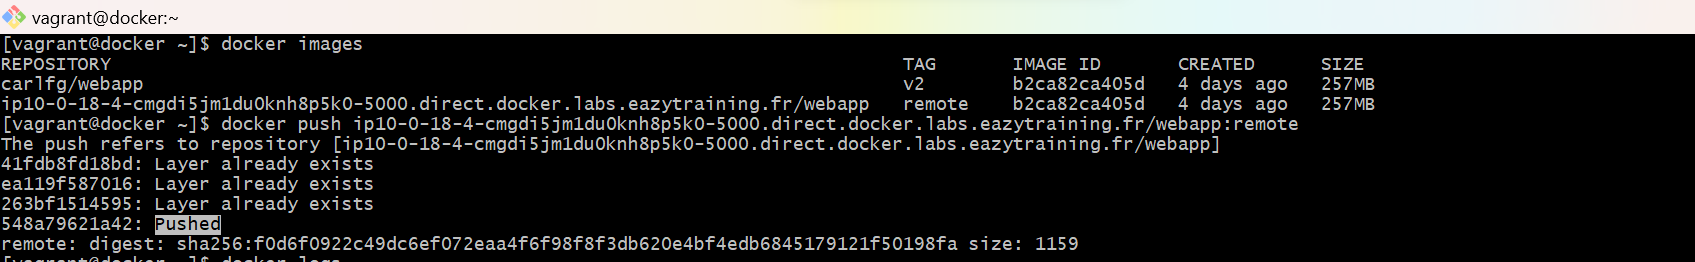 vagrant@docker:~
[vagrant@docker ~]$ docker images
REPOSITORY TAG IMAGE ID CREATED SIZE
carlfg/webapp v2 b2ca82ca405d 4 days ago 257MB
ip10-0-18-4-cmgdi5jm1du0knh8p5k0-5000.direct.docker.labs.eazytraining.fr/webapp remote b2ca82ca405d 4 days ago 257MB
[vagrant@docker ~]$ docker push ip10-0-18-4-cmgdi5jm1du0knh8p5k0-5000.direct.docker.labs.eazytraining.fr/webapp:remote
The push refers to repository [ip10-0-18-4-cmgdi5jm1du0knh8p5k0-5000.direct.docker.labs.eazytraining.fr/webapp]
41fdb8fd18bd: Layer already exists
ea119f587016: Layer already exists
263bf1514595: Layer already exists
548a79621a42: Pushed
remote: digest: sha256:f0d6f0922c49dc6ef072eaa4f6f98f8f3db620e4bf4edb6845179121f50198fa size: 1159
[vagrant@docker ~]$ docker logs